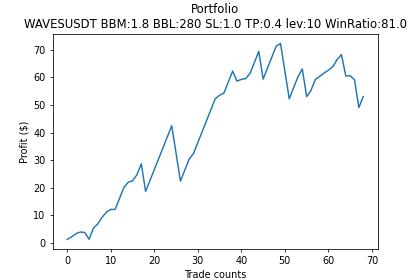 Portfolio
WAVESUSDT BBM:1.8 BBL:280 SL:1.0 TP:0.4 lev:10 WinRatio:81.0
Profit ($)
70
60
50
40
30
20
10
0
0 10 20 30 40 50 60 70
Trade counts